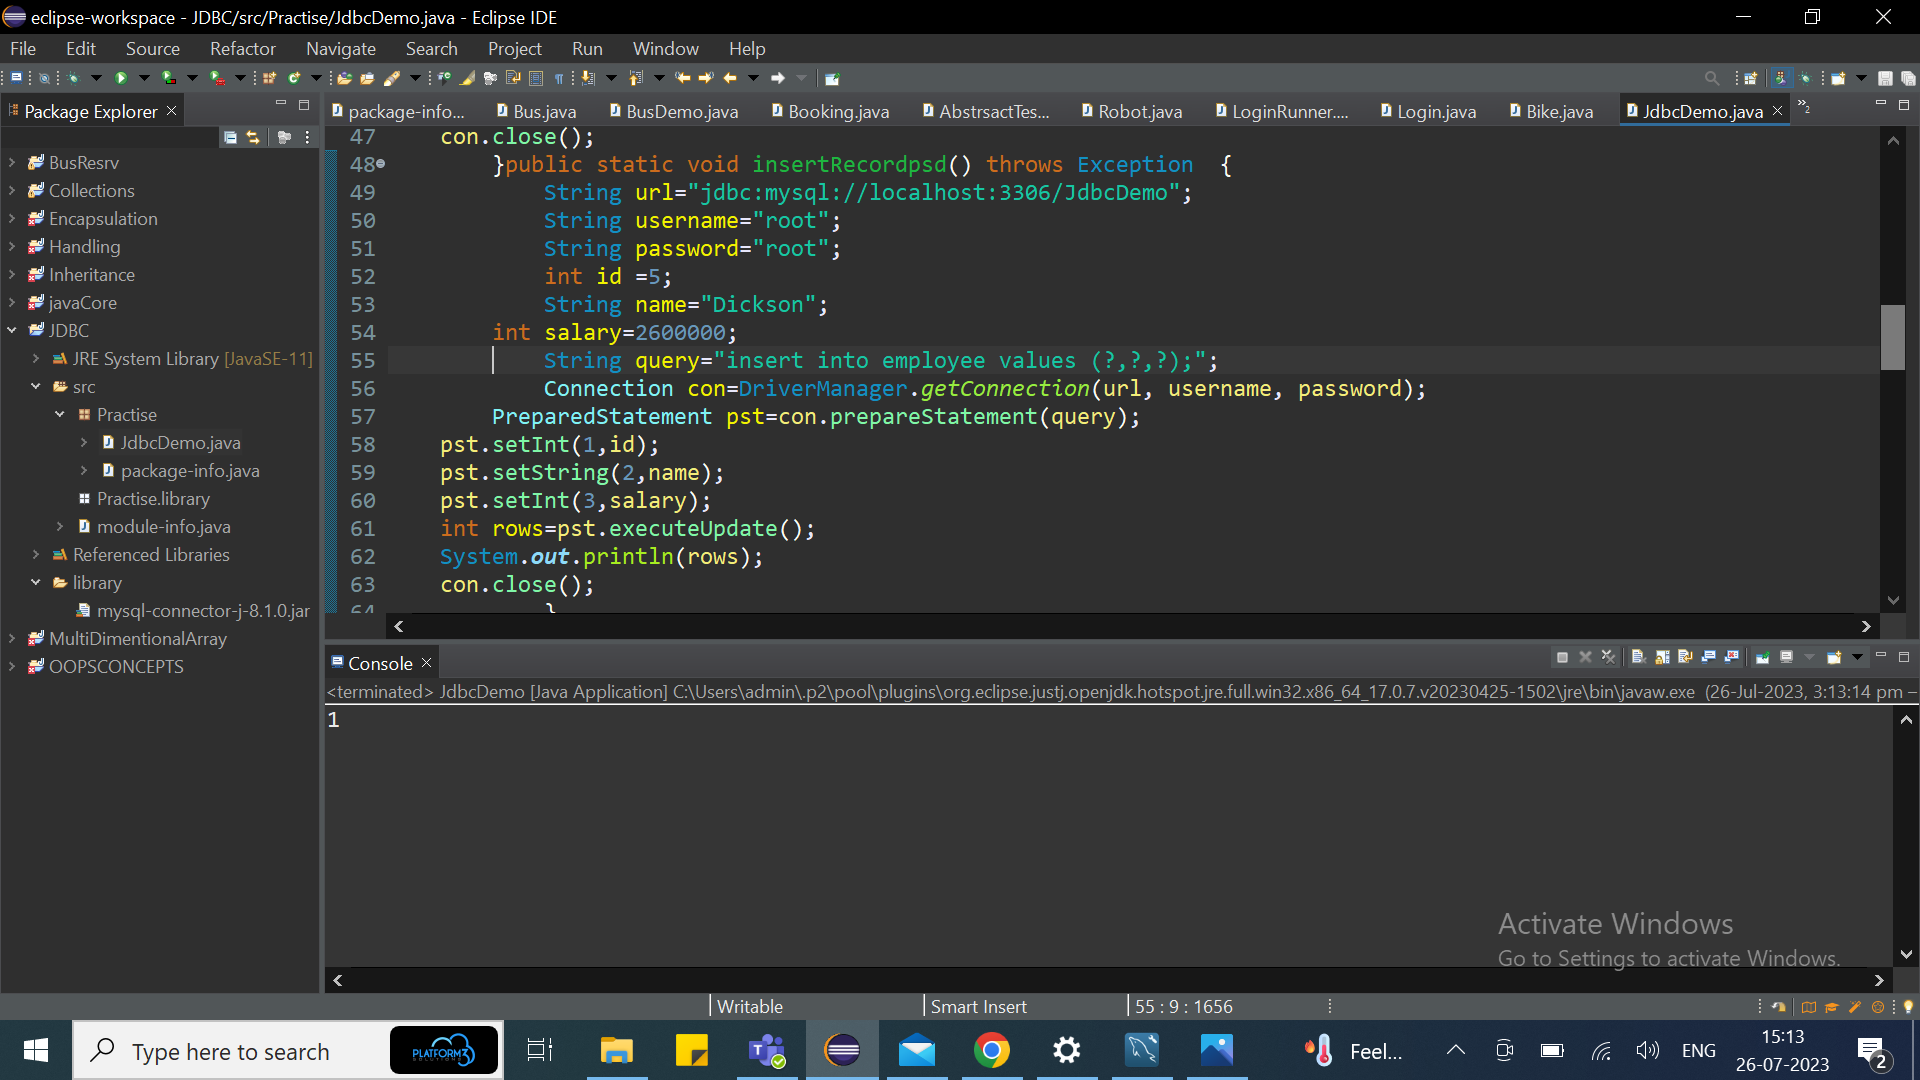 eclipse-workspace - JDBC/src/Practise/JdbcDemo.java - Eclipse IDE
File Edit Source Refactor Navigate Search Project Run Window Help
Package Explorer
package-info... Bus.java BusDemo.java Booking.java AbstrsactTes... Robot.java LoginRunner.... Login.java Bike.java JdbcDemo.java »2
BusResrv
Collections
Encapsulation
Handling
Inheritance
javaCore
JDBC
JRE System Library [JavaSE-11]
src
Practise
JdbcDemo.java
package-info.java
Practise.library
module-info.java
Referenced Libraries
library
mysql-connector-j-8.1.0.jar
MultiDimentionalArray
OOPSCONCEPTS
47 con.close();
48 }public static void insertRecordpsd() throws Exception {
49 String url="jdbc:mysql://localhost:3306/JdbcDemo";
50 String username="root";
51 String password="root";
52 int id =5;
53 String name="Dickson";
54 int salary=2600000;
55 String query="insert into employee values (?,?,?);";
56 Connection con=DriverManager.getConnection(url, username, password);
57 PreparedStatement pst=con.prepareStatement(query);
58 pst.setInt(1,id);
59 pst.setString(2,name);
60 pst.setInt(3,salary);
61 int rows=pst.executeUpdate();
62 System.out.println(rows);
63 con.close();
64 }
Console
<terminated> JdbcDemo [Java Application] C:\Users\admin\.p2\pool\plugins\org.eclipse.justj.openjdk.hotspot.jre.full.win32.x86_64_17.0.7.v20230425-1502\jre\bin\javaw.exe (26-Jul-2023, 3:13:14 pm –
1
Activate Windows
Go to Settings to activate Windows.
Writable Smart Insert 55 : 9 : 1656
Type here to search
PLATFORM3
SOLUTIONS
Feel...
ENG
15:13
26-07-2023
2